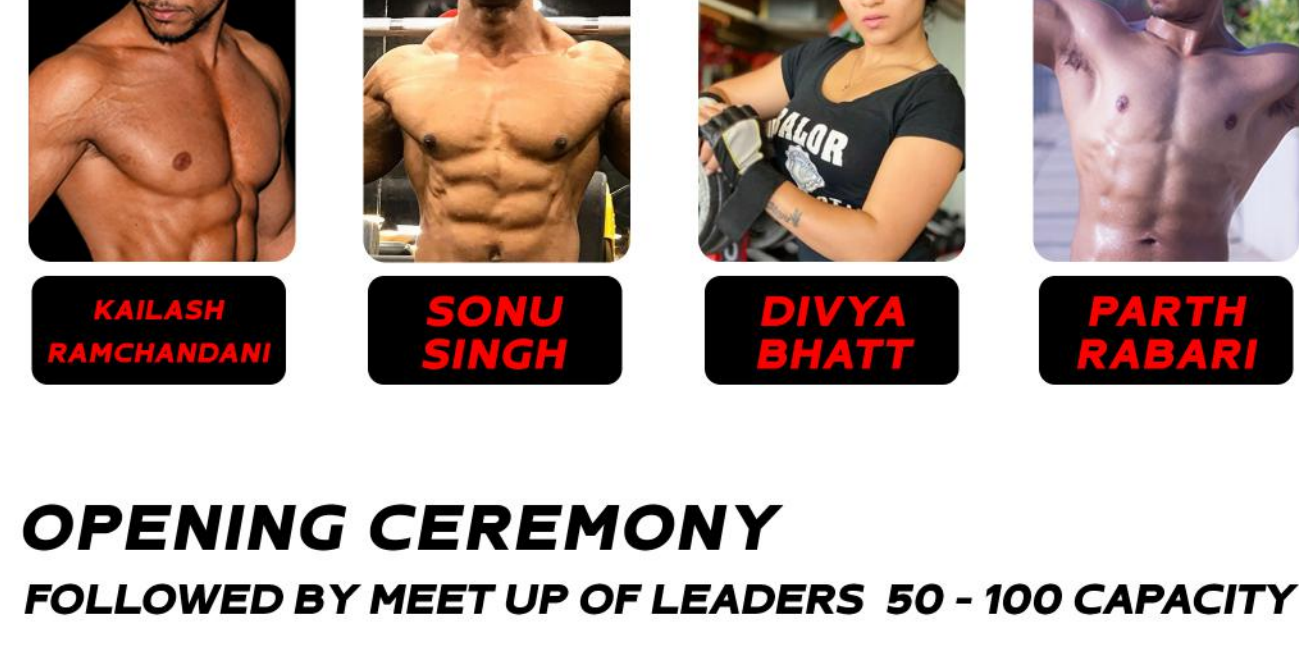 VALOR
KAILASH
RAMCHANDANI
SONU
SINGH
DIVYA
BHATT
PARTH
RABARI
OPENING CEREMONY
FOLLOWED BY MEET UP OF LEADERS 50 - 100 CAPACITY